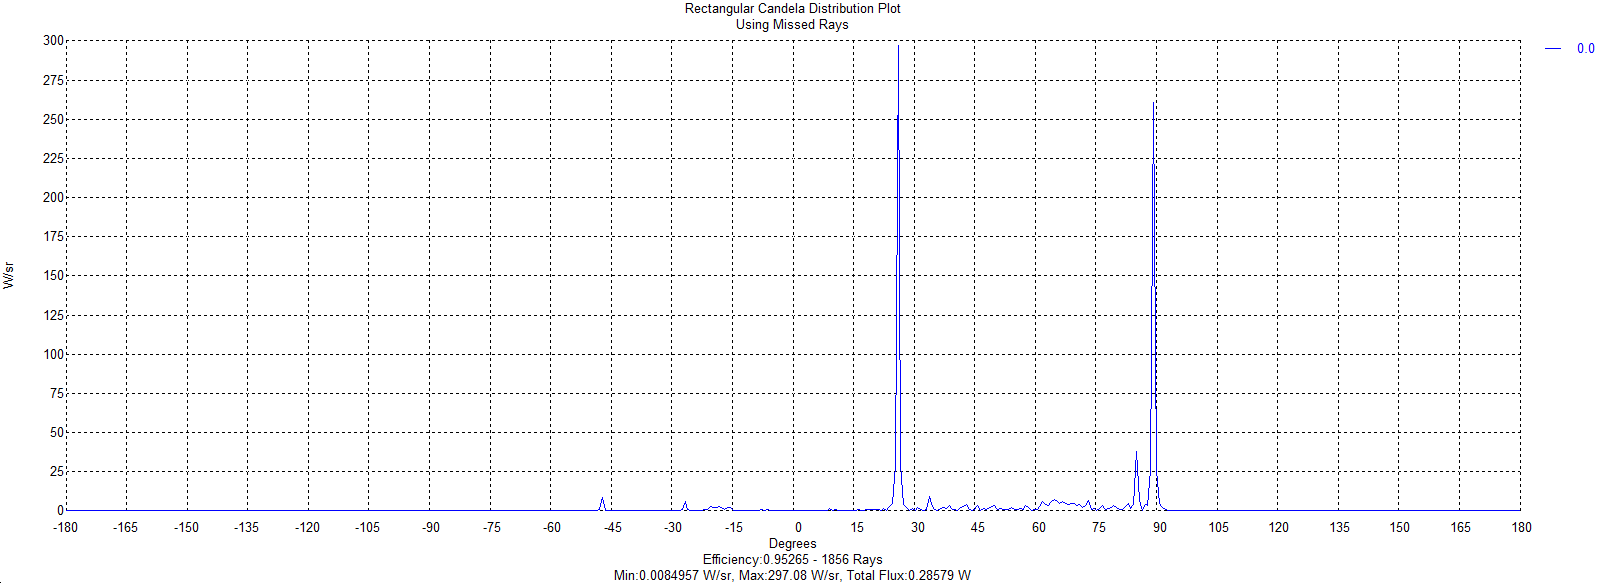 Rectangular Candela Distribution Plot
Using Missed Rays
300
275
250
225
200
175
150
125
100
75
50
25
0
W/sr
0.0
-180 -165 -150 -135 -120 -105 -90 -75 -60 -45 -30 -15 0 15 30 45 60 75 90 105 120 135 150 165 180
Degrees
Efficiency:0.95265 - 1856 Rays
Min:0.0084957 W/sr, Max:297.08 W/sr, Total Flux:0.28579 W